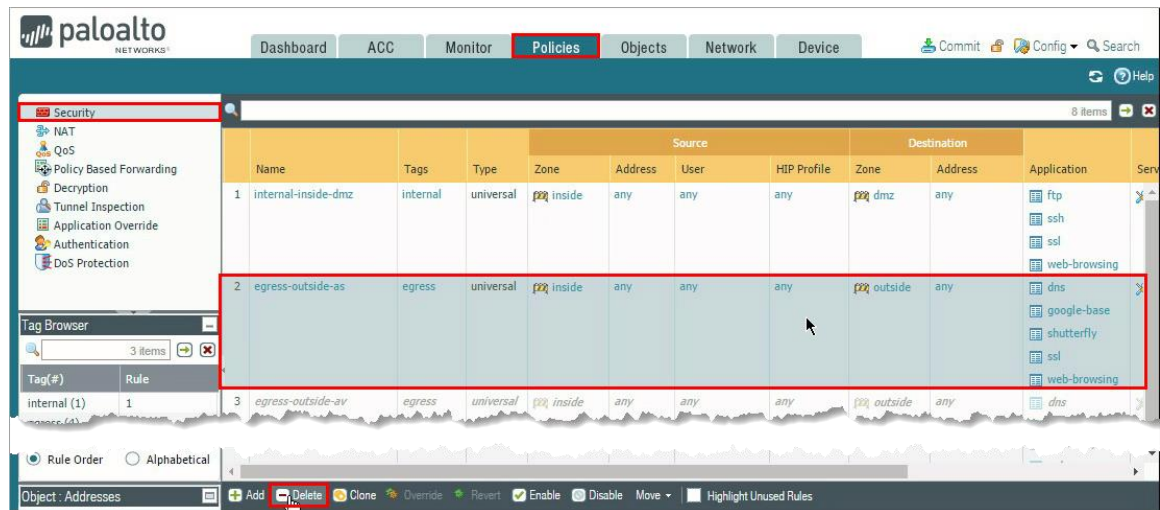 paloalto
NETWORKS®
Dashboard ACC Monitor Policies Objects Network Device Commit Config Search
Help
Security
NAT
QoS
Policy Based Forwarding
Decryption
Tunnel Inspection
Application Override
Authentication
DoS Protection
Tag Browser
3 items
Tag(#) Rule
internal (1) 1
Rule Order Alphabetical
Object : Addresses
8 items
Source Destination
Name Tags Type Zone Address User HIP Profile Zone Address Application Serv
1 internal-inside-dmz internal universal inside any any any dmz any ftp
ssh
ssl
web-browsing
2 egress-outside-as egress universal inside any any any outside any dns
google-base
shutterfly
ssl
web-browsing
3 egress-outside-av egress universal inside any any any outside any dns
Add Delete Clone Override Revert Enable Disable Move Highlight Unused Rules